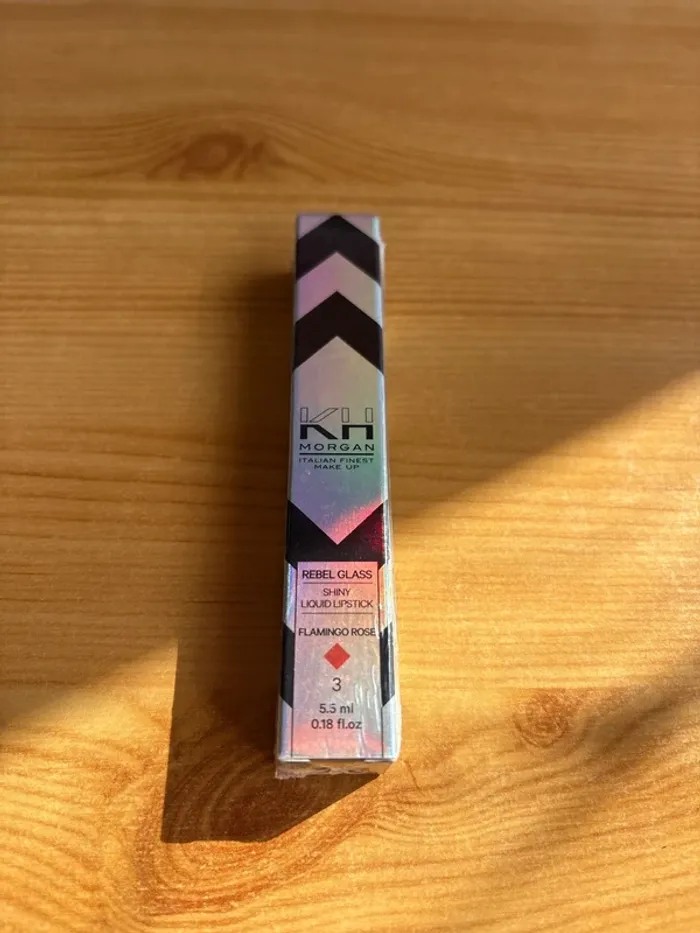 KH
MORGAN
ITALIAN FINEST
MAKE UP
REBEL GLASS
SHINY
LIQUID LIPSTICK
FLAMINGO ROSE
3
5.5 ml
0.18 fl.oz